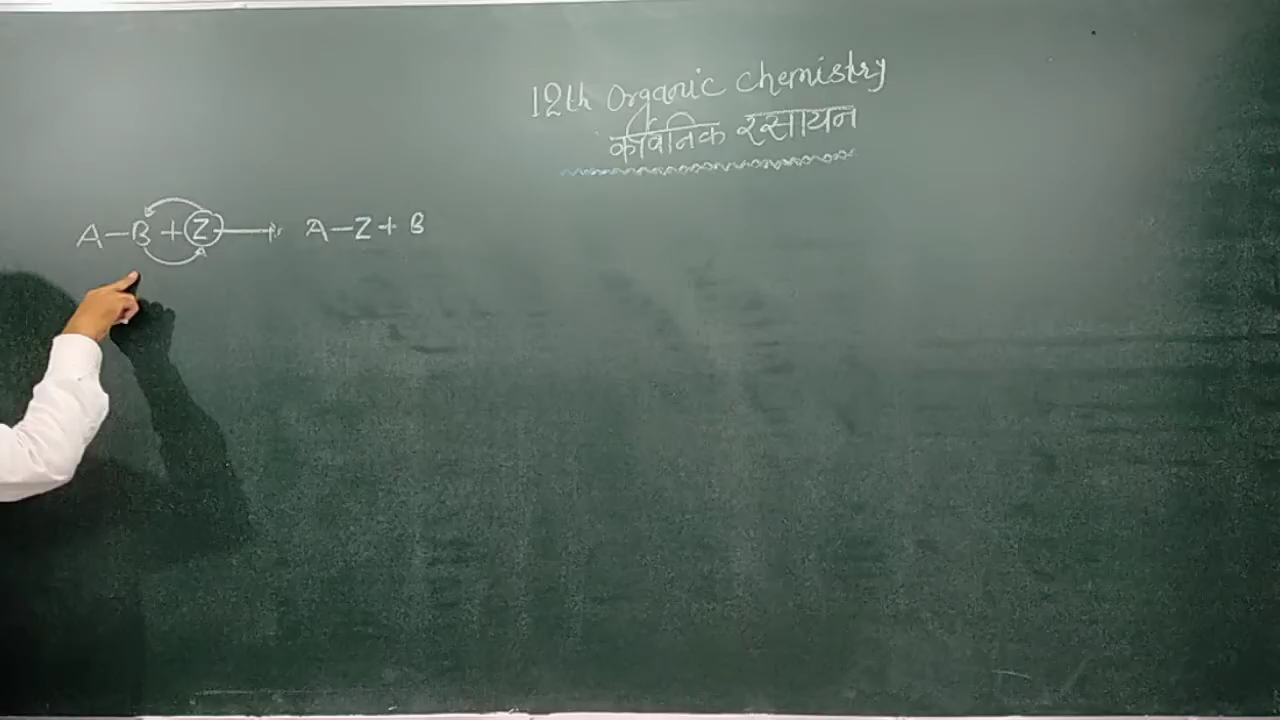 12th Organic Chemistry
कार्बनिक रसायन
A-B+Z→ A-Z+B